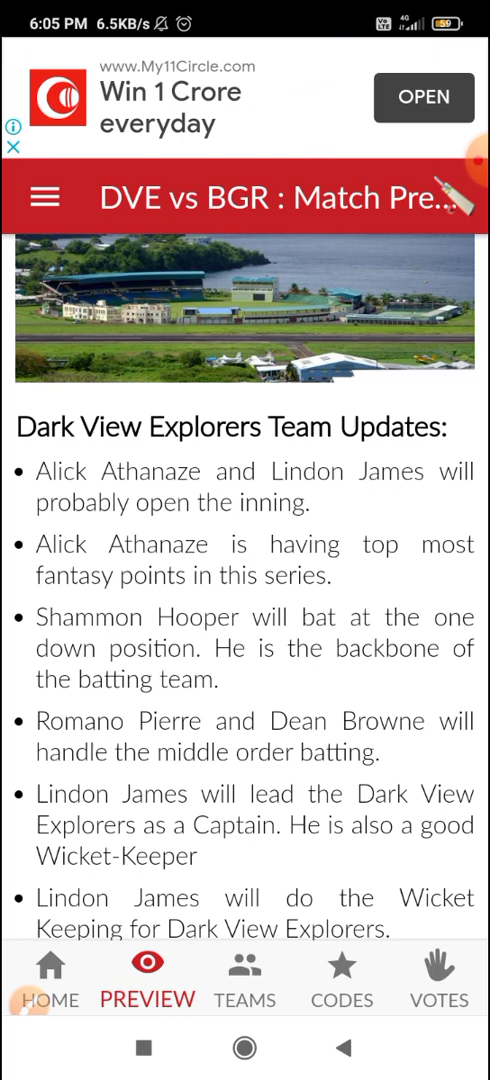 6:05 PM 6.5KB/s Vo LTE 4G 59
www.My11Circle.com
Win 1 Crore
everyday
OPEN
DVE vs BGR : Match Pre...
Dark View Explorers Team Updates:
• Alick Athanaze and Lindon James will
probably open the inning.
• Alick Athanaze is having top most
fantasy points in this series.
• Shammon Hooper will bat at the one
down position. He is the backbone of
the batting team.
• Romano Pierre and Dean Browne will
handle the middle order batting.
• Lindon James will lead the Dark View
Explorers as a Captain. He is also a good
Wicket-Keeper
• Lindon James will do the Wicket
Keeping for Dark View Explorers.
HOME PREVIEW TEAMS CODES VOTES